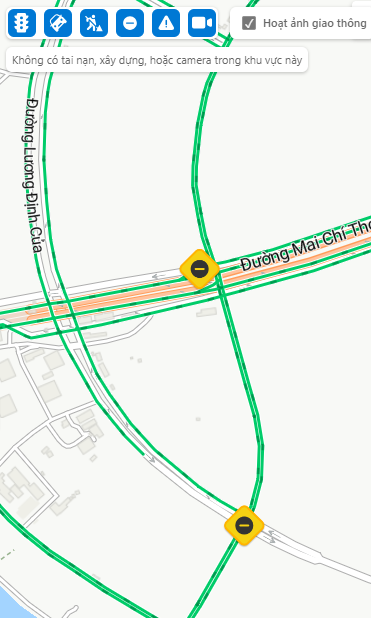 Hoạt ảnh giao thông
Không có tai nạn, xây dựng, hoặc camera trong khu vực này
Đường Lương Định Của
Đường Mai Chí Thọ